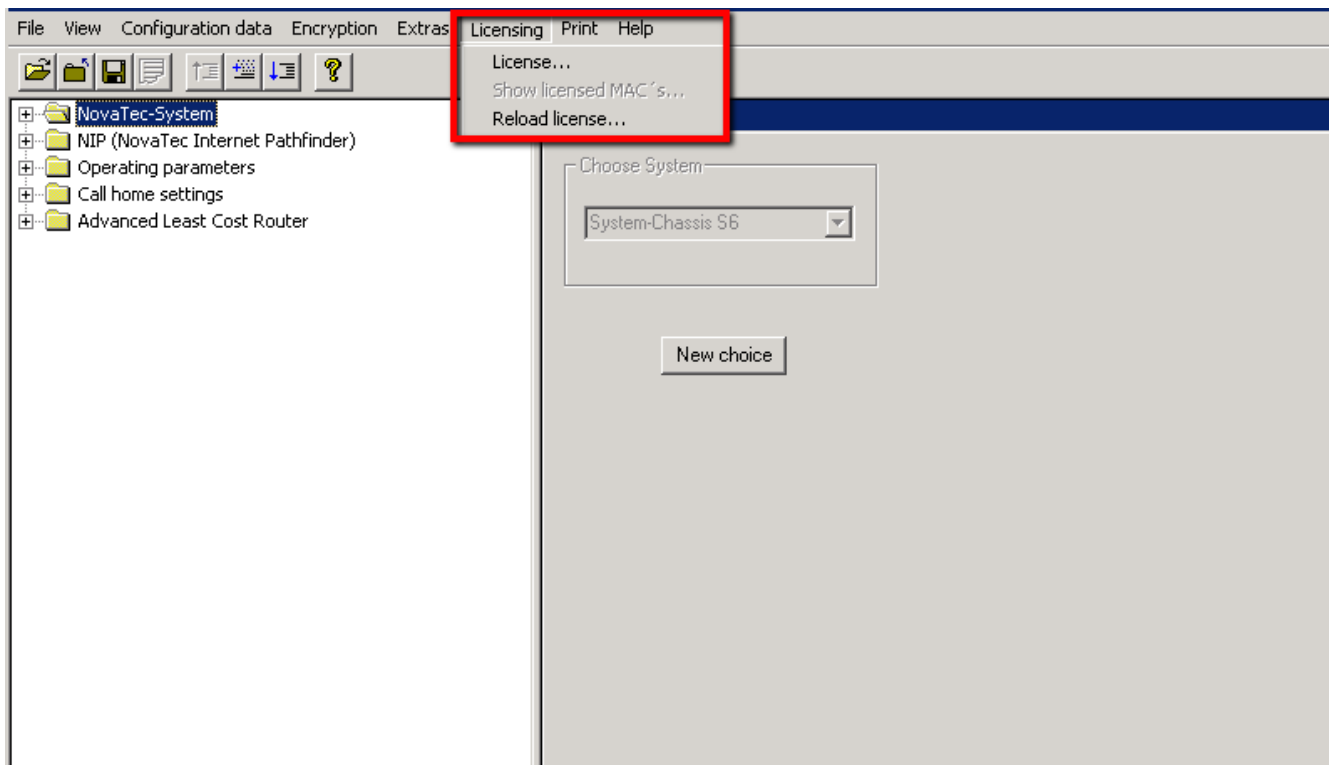 File View Configuration data Encryption Extras Licensing Print Help
License...
Show licensed MAC´s...
Reload license...
NovaTec-System
NIP (NovaTec Internet Pathfinder)
Operating parameters
Call home settings
Advanced Least Cost Router
Choose System
System-Chassis S6
New choice